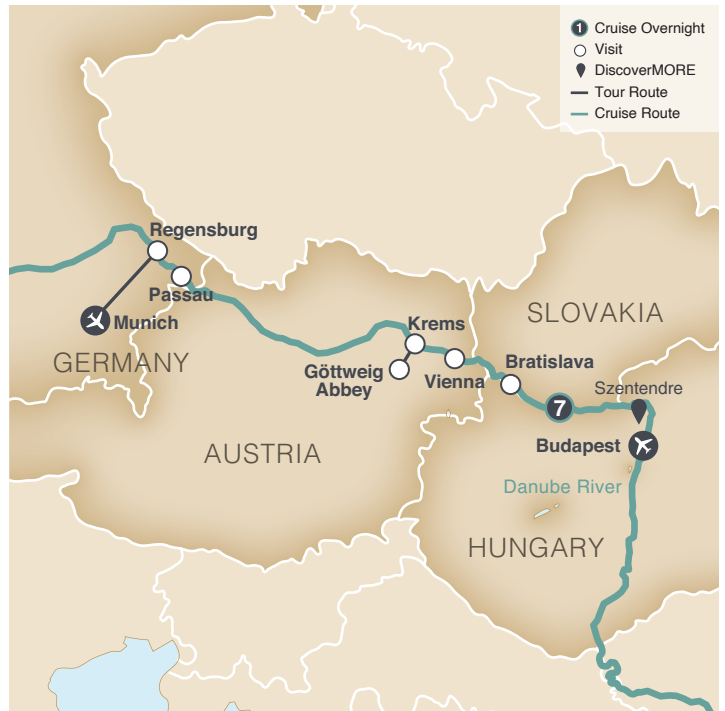 1 Cruise Overnight
Visit
DiscoverMORE
Tour Route
Cruise Route
Regensburg
Passau
Munich
GERMANY
Krems
Göttweig
Abbey
Vienna
SLOVAKIA
Bratislava
Szentendre
7
Budapest
AUSTRIA
Danube River
HUNGARY